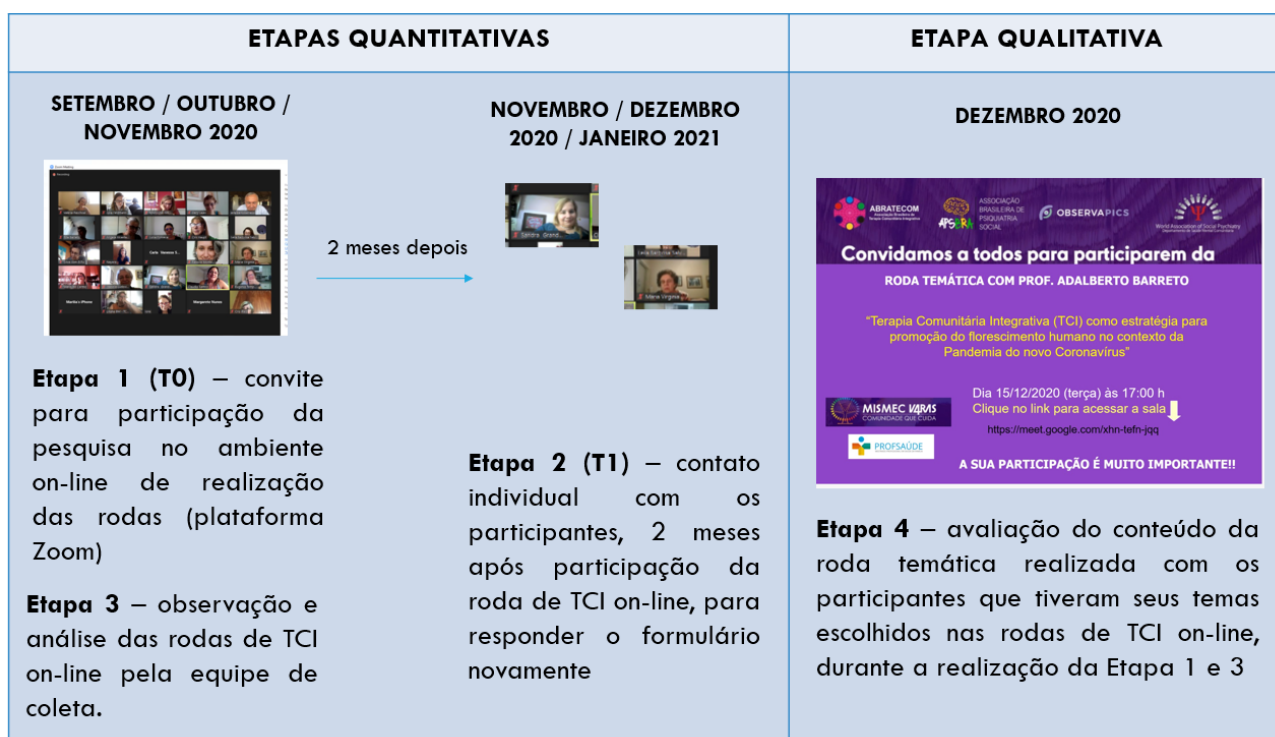 ETAPAS QUANTITATIVAS
ETAPA QUALITATIVA
SETEMBRO / OUTUBRO /
NOVEMBRO 2020
2 meses depois
NOVEMBRO / DEZEMBRO
2020 / JANEIRO 2021
DEZEMBRO 2020
Etapa 1 (T0) – convite
para participação da
pesquisa no ambiente
on-line de realização
das rodas (plataforma
Zoom)
Etapa 3 – observação e
análise das rodas de TCI
on-line pela equipe de
coleta.
Etapa 2 (T1) – contato
individual com os
participantes, 2 meses
após participação da
roda de TCI on-line, para
responder o formulário
novamente
ABRATECOM
Associação Brasileira de
Terapia Comunitária Integrativa
APSBRA
ASSOCIAÇÃO
BRASILEIRA DE
PSIQUIATRIA
SOCIAL
OBSERVAPICS
World Association of Social Psychiatry
Convidamos a todos para participarem da
RODA TEMÁTICA COM PROF. ADALBERTO BARRETO
“Terapia Comunitária Integrativa (TCI) como estratégia para
promoção do florescimento humano no contexto da
Pandemia do novo Coronavírus”
Dia 15/12/2020 (terça) às 17:00 h
Clique no link para acessar a sala
https://meet.google.com/xhn-tefn-jqq
MISMEC 4VARAS
COMUNIDADE QUE CUIDA
PROFSAÚDE
A SUA PARTICIPAÇÃO É MUITO IMPORTANTE!!
Etapa 4 – avaliação do conteúdo da
roda temática realizada com os
participantes que tiveram seus temas
escolhidos nas rodas de TCI on-line,
durante a realização da Etapa 1 e 3